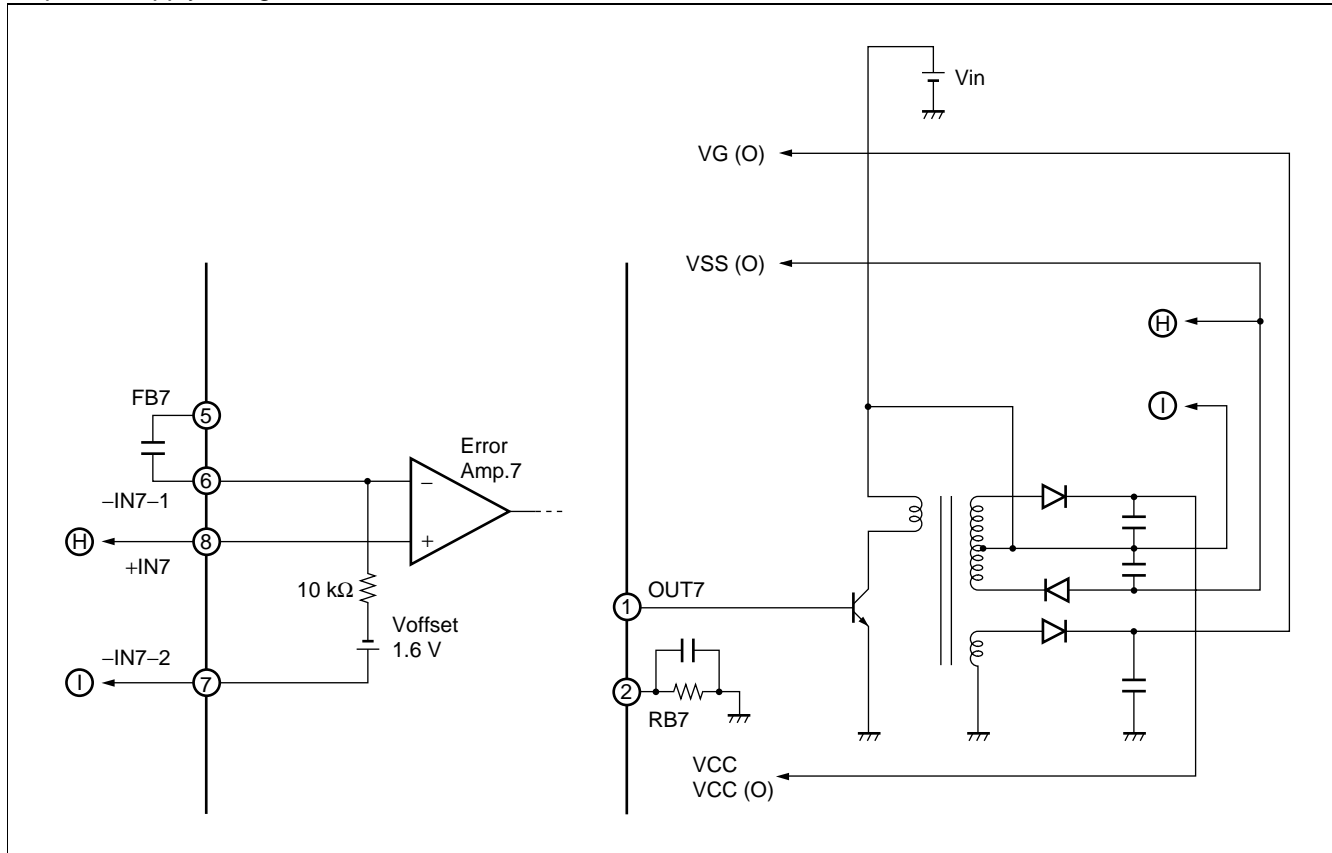 Vin
VG (O)
VSS (O)
H
I
FB7
5
6
Error
Amp.7
−
−IN7−1
H
8
+
+IN7
10 kΩ
1
OUT7
Voffset
1.6 V
−IN7−2
I
7
2
RB7
VCC
VCC (O)